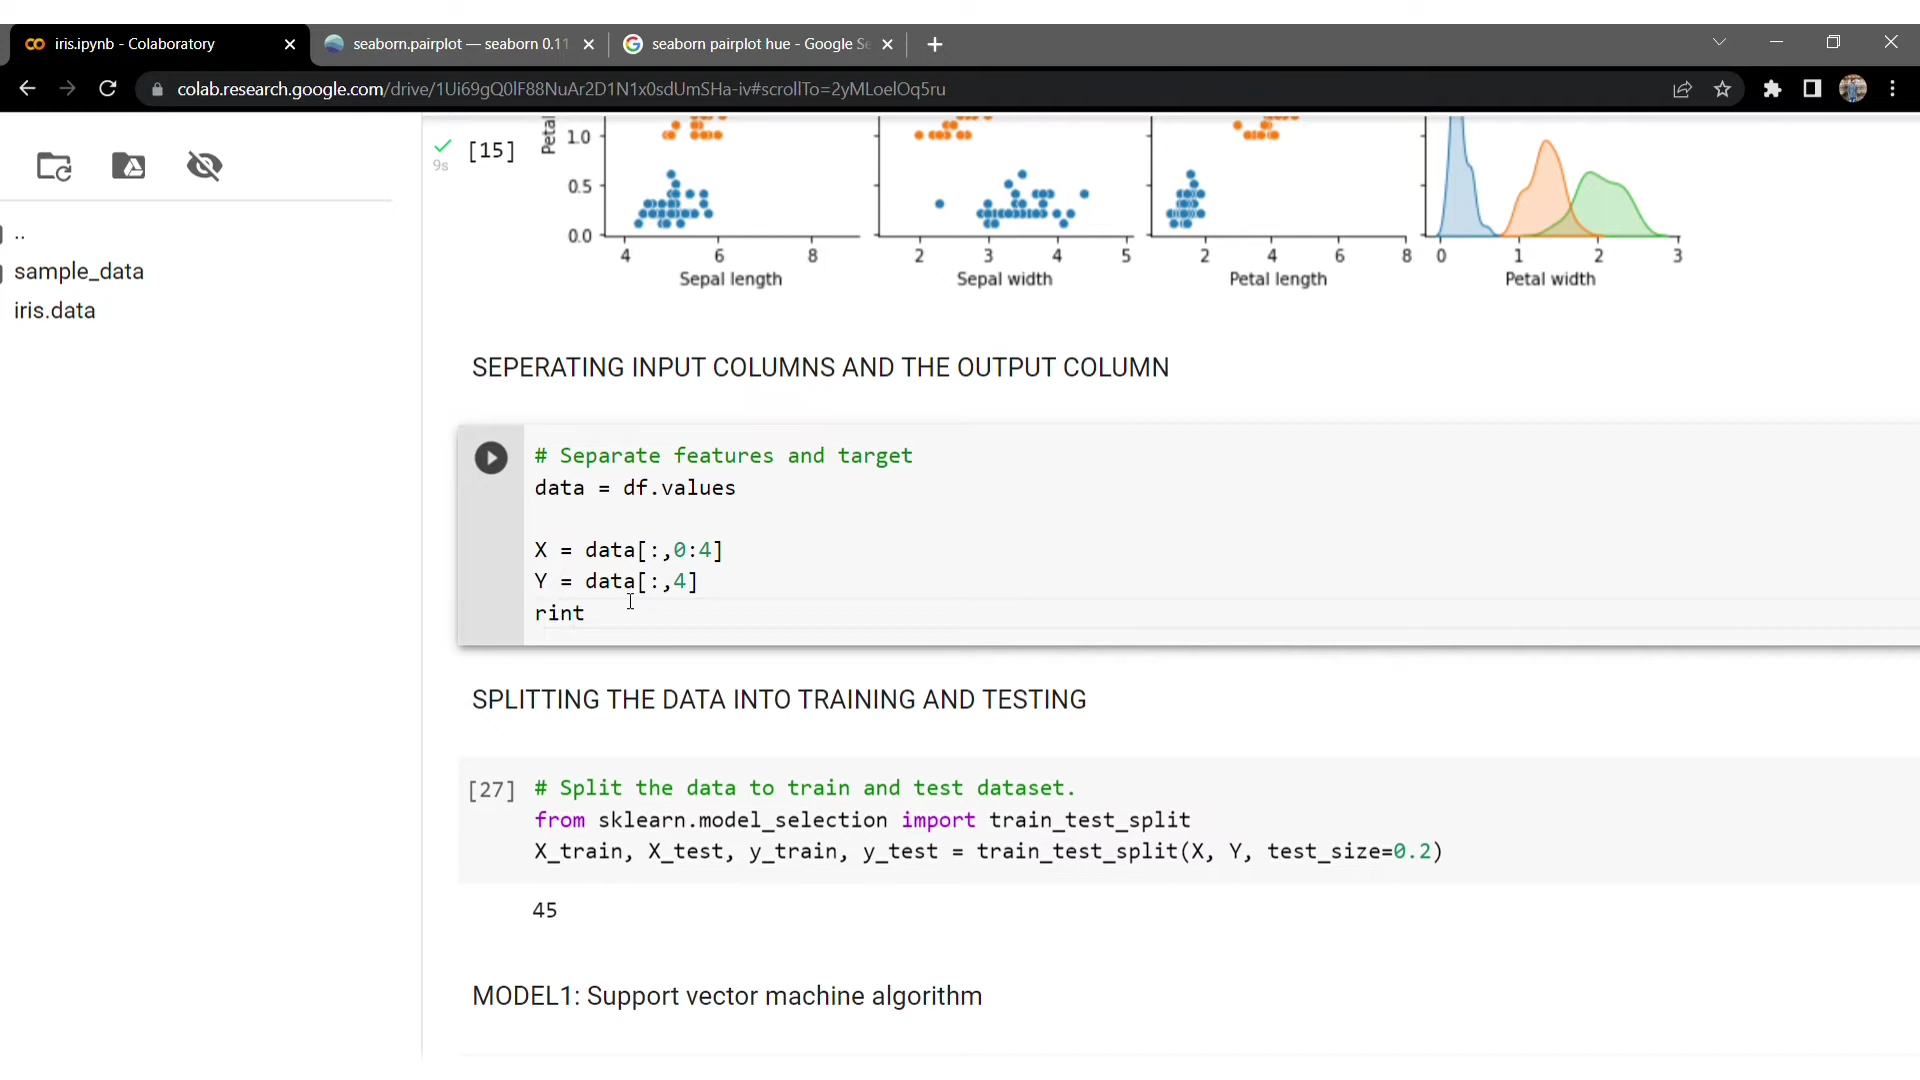 iris.ipynb - Colaboratory
seaborn.pairplot — seaborn 0.11
seaborn pairplot hue - Google Se
colab.research.google.com/drive/1Ui69gQ0lF88NuAr2D1N1x0sdUmSHa-iv#scrollTo=2yMLoelOq5ru
..
sample_data
iris.data
9s
[15]
Petal
1.0
0.5
0.0
4 6 8
Sepal length
2 3 4 5
Sepal width
2 4 6 8
Petal length
0 1 2 3
Petal width
SEPERATING INPUT COLUMNS AND THE OUTPUT COLUMN
# Separate features and target
data = df.values
X = data[:,0:4]
Y = data[:,4]
rint
SPLITTING THE DATA INTO TRAINING AND TESTING
[27]
# Split the data to train and test dataset.
from sklearn.model_selection import train_test_split
X_train, X_test, y_train, y_test = train_test_split(X, Y, test_size=0.2)
45
MODEL1: Support vector machine algorithm